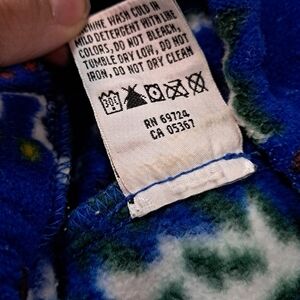 MACHINE WASH COLD IN
MILD DETERGENT WITH LIKE
COLORS, DO NOT BLEACH,
TUMBLE DRY LOW, DO NOT
IRON, DO NOT DRY CLEAN
RN 69724
CA 05367